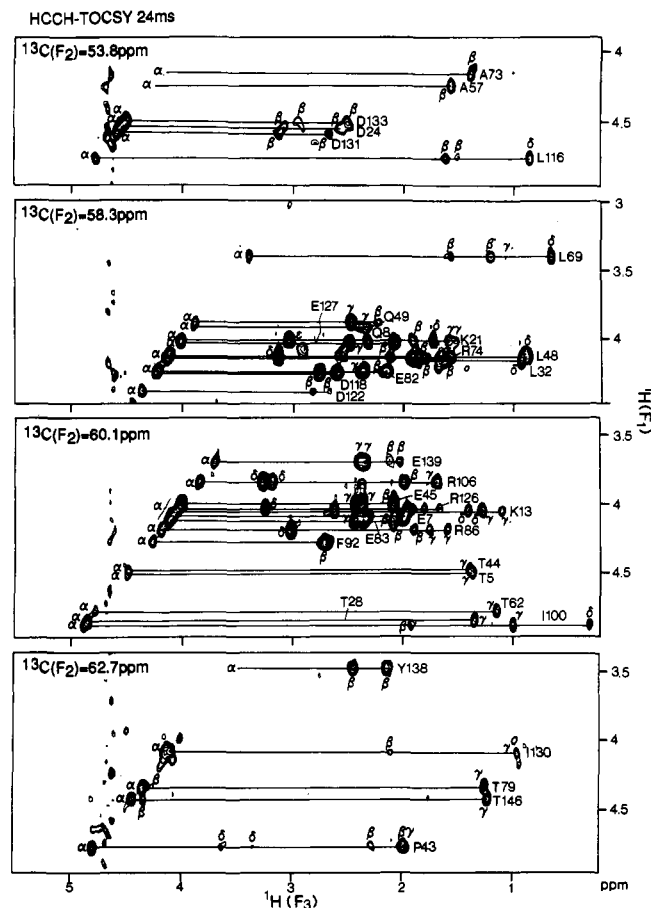 HCCH-TOCSY 24ms
13C(F2)=53.8ppm
α β A73
α β A57
α β β D133
β β D24
α β β D131
α β β δ L116
4
4.5
13C(F2)=58.3ppm
α β β γ δ L69
α γ γ β Q49
Q8
E127
α ε β δ γγ K21
R74
δ L48
δ L32
E82
D118
α β β D122
3
3.5
4
1H(F1)
13C(F2)=60.1ppm
α γγ β β E139
α δ δ β γ R106
E45
R126
K13
E7
E83
β γ γ R86
α F92
β
α γ T44
T5
α γ T62
T28
γ
α β γ I100 δ
3.5
4
4.5
13C(F2)=62.7ppm
α Y138
β β
α β γ δ I130
α β γ T79
α β γ T146
α δ δ β βγ P43
3.5
4
4.5
5 4 3 2 1 ppm
1H (F3)